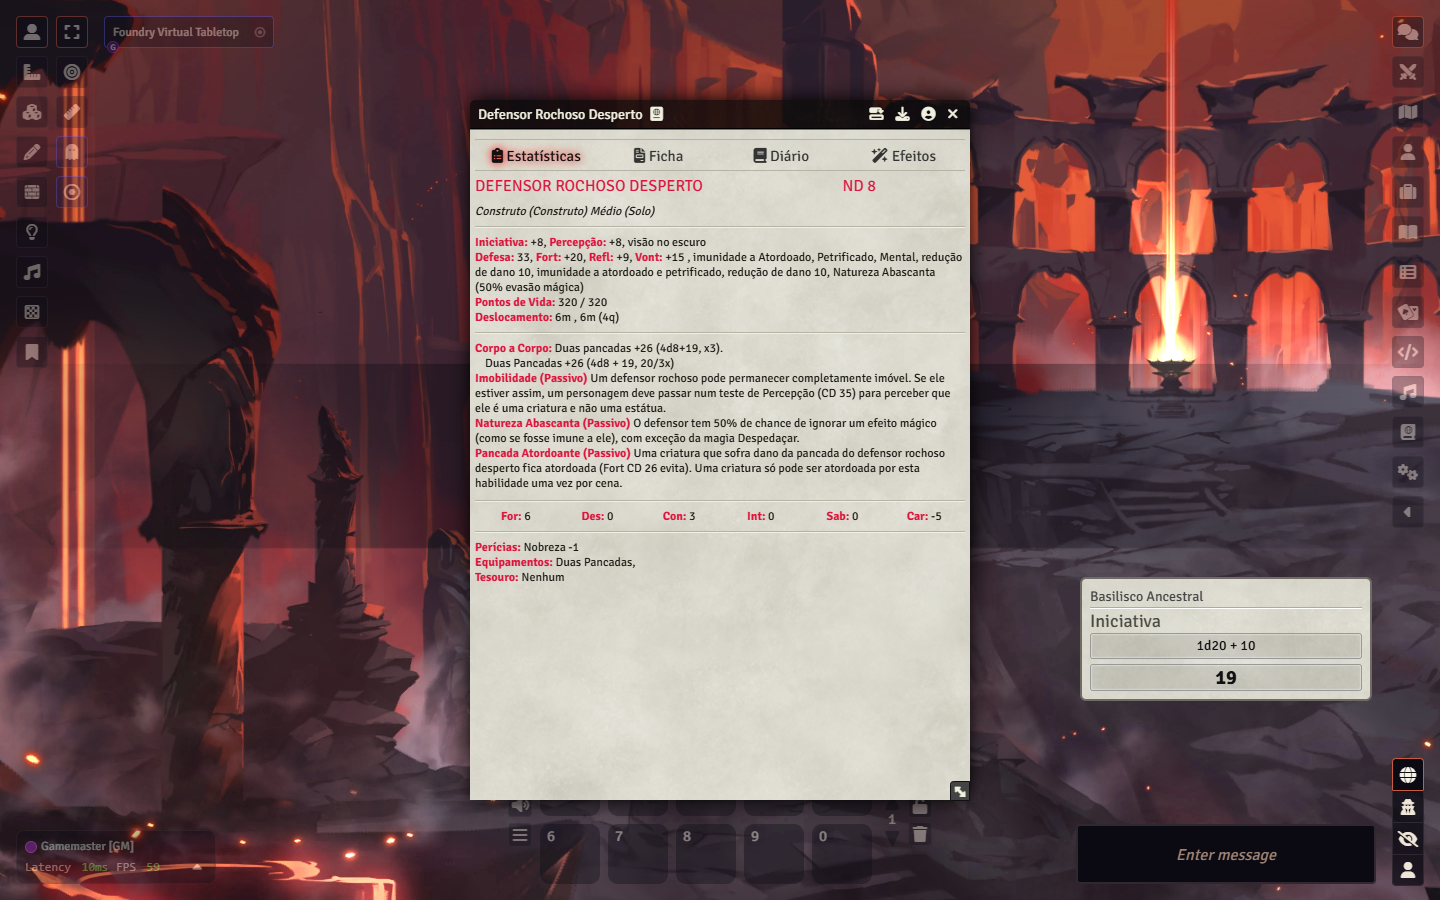 Foundry Virtual Tabletop
G
Defensor Rochoso Desperto
Estatísticas
Ficha
Diário
Efeitos
DEFENSOR ROCHOSO DESPERTO
ND 8
Construto (Construto) Médio (Solo)
Iniciativa: +8, Percepção: +8, visão no escuro
Defesa: 33, Fort: +20, Refl: +9, Vont: +15 , imunidade a Atordoado, Petrificado, Mental, redução
de dano 10, imunidade a atordoado e petrificado, redução de dano 10, Natureza Abascanta
(50% evasão mágica)
Pontos de Vida: 320 / 320
Deslocamento: 6m , 6m (4q)
Corpo a Corpo: Duas pancadas +26 (4d8+19, x3).
Duas Pancadas +26 (4d8 + 19, 20/3x)
Imobilidade (Passivo) Um defensor rochoso pode permanecer completamente imóvel. Se ele
estiver assim, um personagem deve passar num teste de Percepção (CD 35) para perceber que
ele é uma criatura e não uma estátua.
Natureza Abascanta (Passivo) O defensor tem 50% de chance de ignorar um efeito mágico
(como se fosse imune a ele), com exceção da magia Despedaçar.
Pancada Atordoante (Passivo) Uma criatura que sofra dano da pancada do defensor rochoso
desperto fica atordoada (Fort CD 26 evita). Uma criatura só pode ser atordoada por esta
habilidade uma vez por cena.
For: 6
Des: 0
Con: 3
Int: 0
Sab: 0
Car: -5
Perícias: Nobreza -1
Equipamentos: Duas Pancadas,
Tesouro: Nenhum
Basilisco Ancestral
Iniciativa
1d20 + 10
19
6
7
8
9
0
1
Gamemaster [GM]
Latency 10ms FPS 59
Enter message